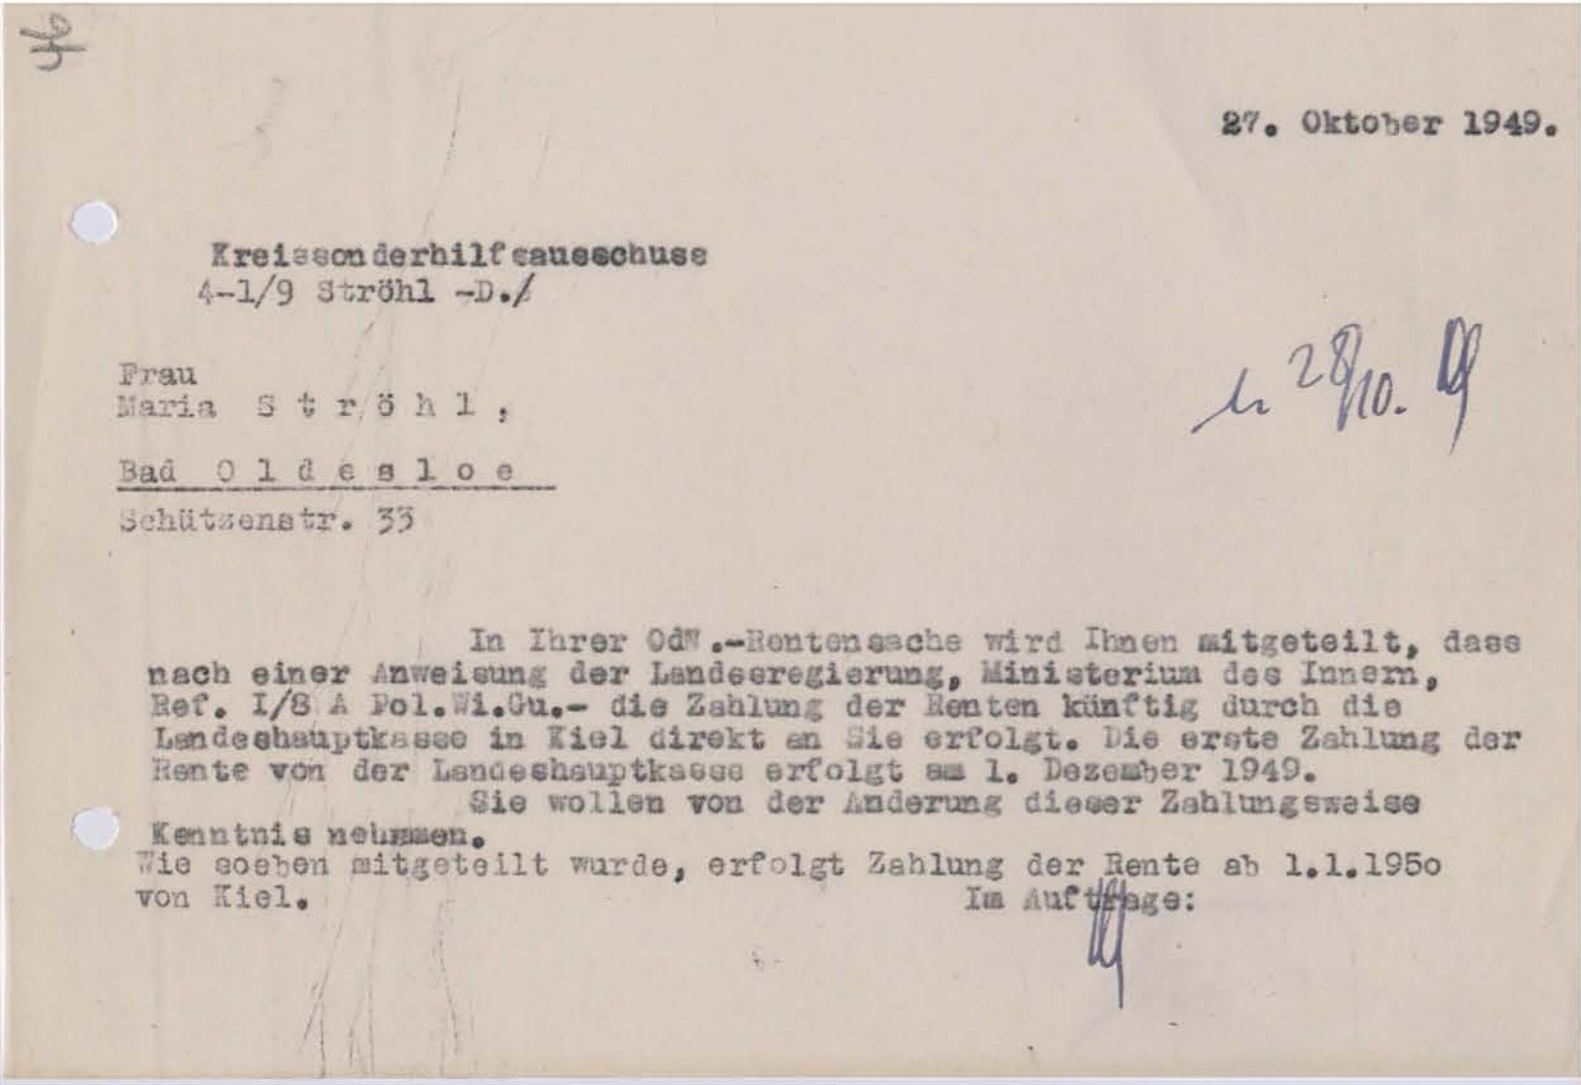 27. Oktober 1949.
Kreissonderhilfsausschuss
4-1/9 Ströhl -D./
Frau
Maria S t r ö h l ,
28/10.
Bad O l d e s l o e
Schützenstr. 33
In Ihrer OdN.-Rentensache wird Ihnen mitgeteilt, dass
nach einer Anweisung der Landesregierung, Ministerium des Innern,
Ref. I/8 A Pol.Wi.Gu.- die Zahlung der Renten künftig durch die
Landeshauptkasse in Kiel direkt an Sie erfolgt. Die erste Zahlung der
Rente von der Landeshauptkasse erfolgt am 1. Dezember 1949.
Sie wollen von der Änderung dieser Zahlungsweise
Kenntnis nehmen.
Wie soeben mitgeteilt wurde, erfolgt Zahlung der Rente ab 1.1.1950
von Kiel.
Im Auftrage: